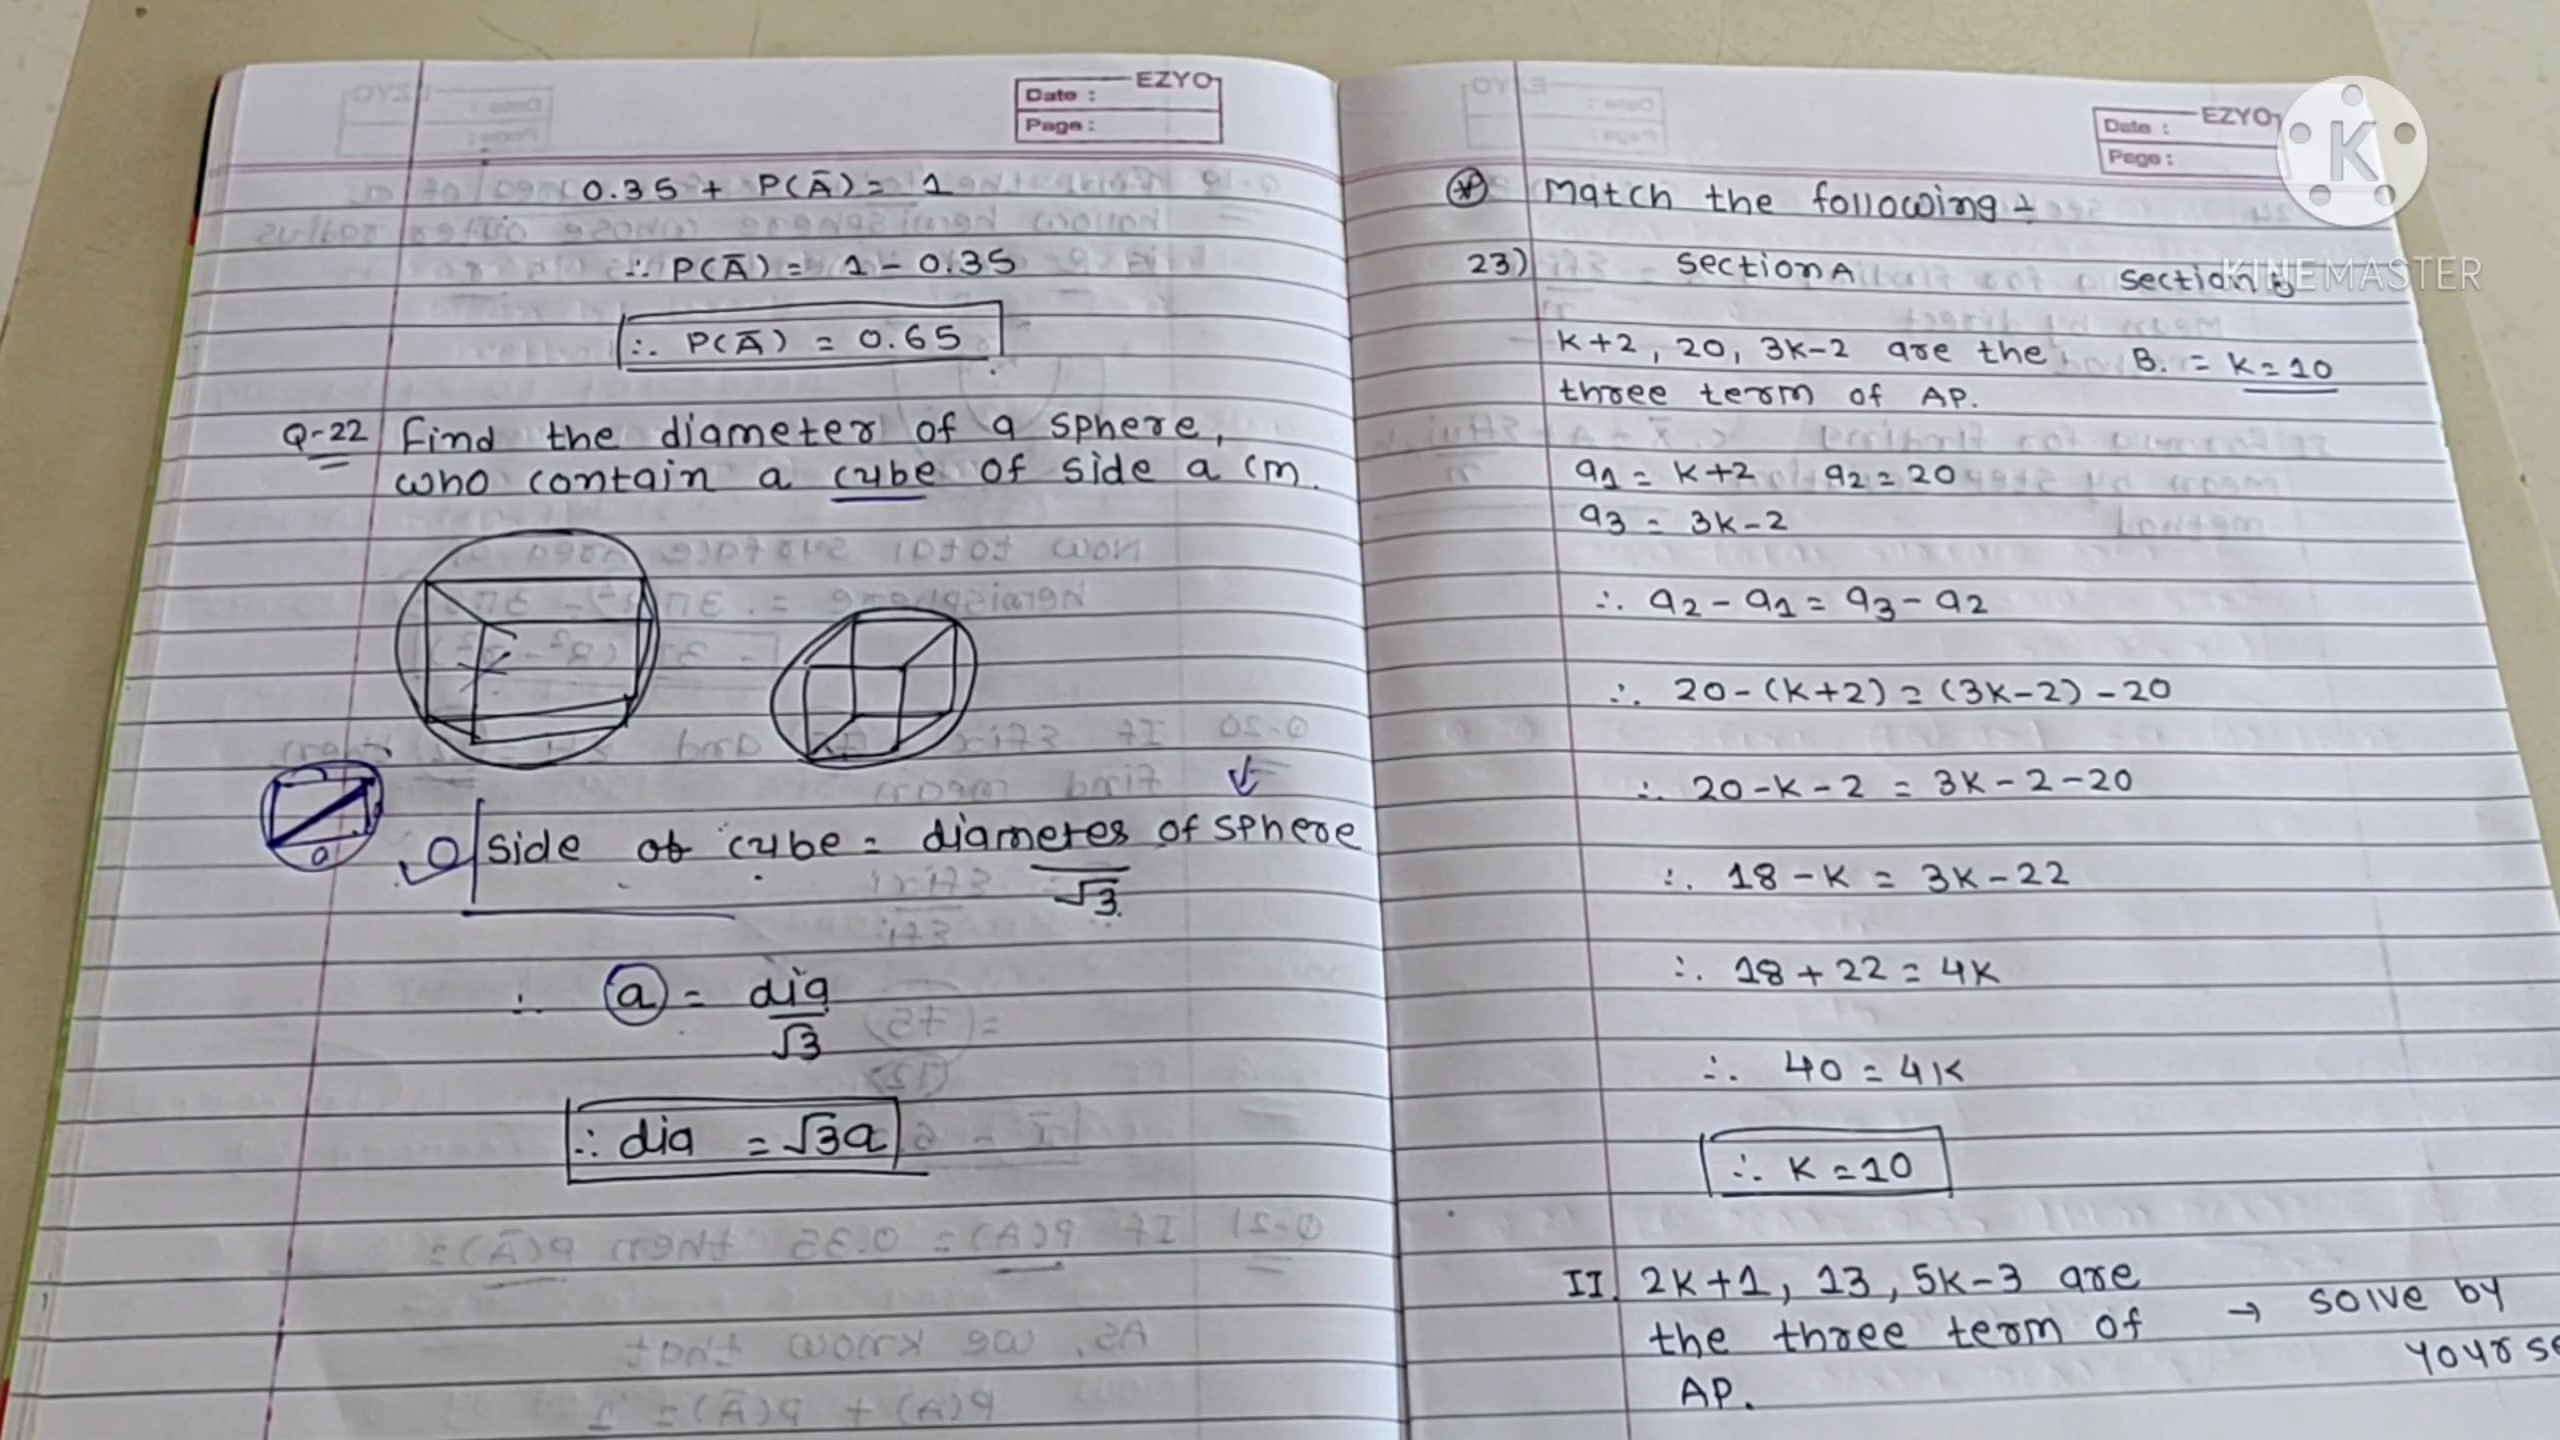 EZYO
Date :
Page :
0.35 + P(Ā) = 1
∴ P(Ā) = 1 - 0.35
∴ P(Ā) = 0.65
Q-22 Find the diameter of a sphere,
who contain a cube of side a cm.
a
side of cube = diameter of sphere
√3
∴ a = dia
√3
∴ dia = √3a
EZYO
Date :
Page :
K
KINEMASTER
Match the following ÷
23) Section A Section B
k+2, 20, 3k-2 are the B. = k=10
three term of AP.
a1 = k+2 a2 = 20
a3 = 3k-2
∴ a2 - a1 = a3 - a2
∴ 20-(k+2) = (3k-2)-20
∴ 20-k-2 = 3k-2-20
∴ 18-k = 3k-22
∴ 18+22 = 4k
∴ 40 = 4k
∴ k=10
II. 2k+1, 13, 5k-3 are
the three term of → solve by
AP.